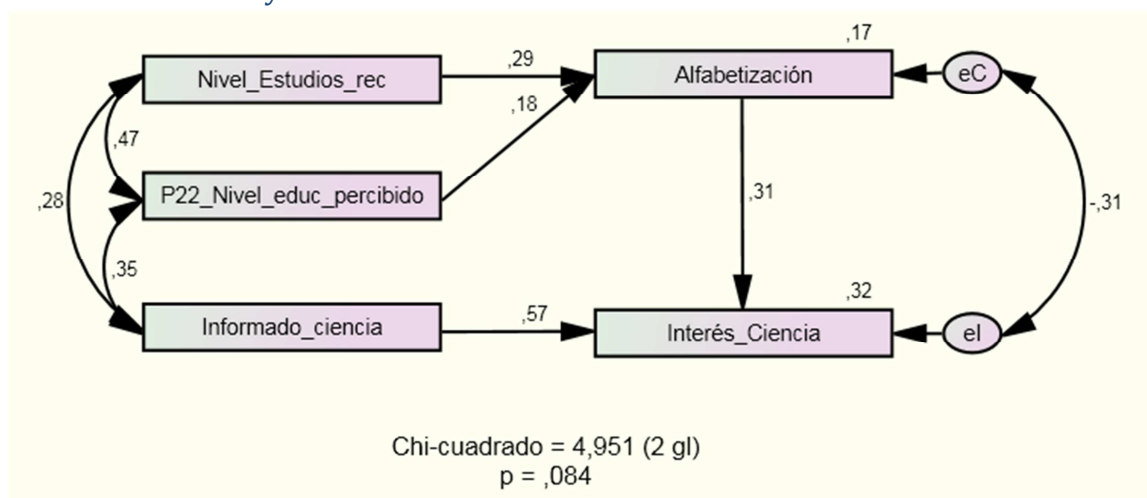 ,17
Nivel_Estudios_rec
,29
Alfabetización
eC
,18
,47
P22_Nivel_educ_percibido
,28
,31
-,31
,35
,32
Informado_ciencia
,57
Interés_Ciencia
eI
Chi-cuadrado = 4,951 (2 gl)
p = ,084